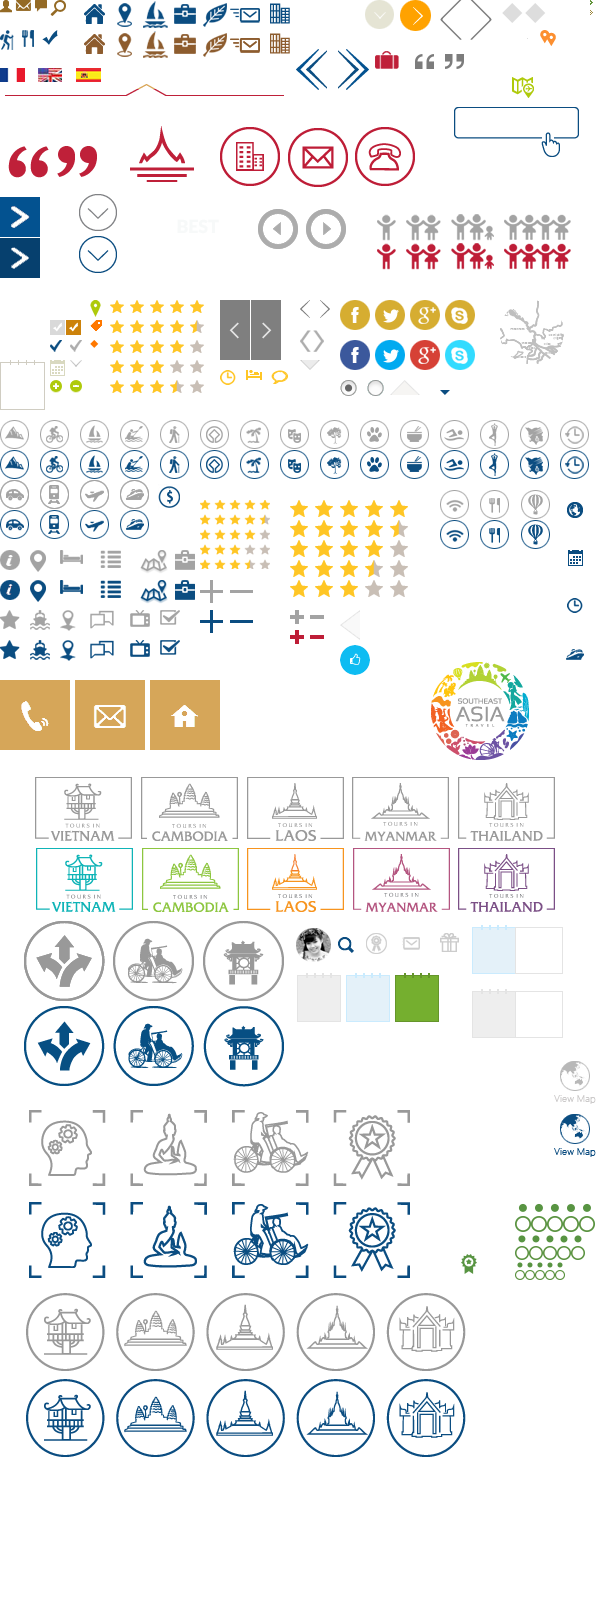 BEST
SOUTHEAST
ASIA
TRAVEL
TOURS IN
VIETNAM
TOURS IN
CAMBODIA
TOURS IN
LAOS
TOURS IN
MYANMAR
TOURS IN
THAILAND
TOURS IN
VIETNAM
TOURS IN
CAMBODIA
TOURS IN
LAOS
TOURS IN
MYANMAR
TOURS IN
THAILAND
View Map
View Map